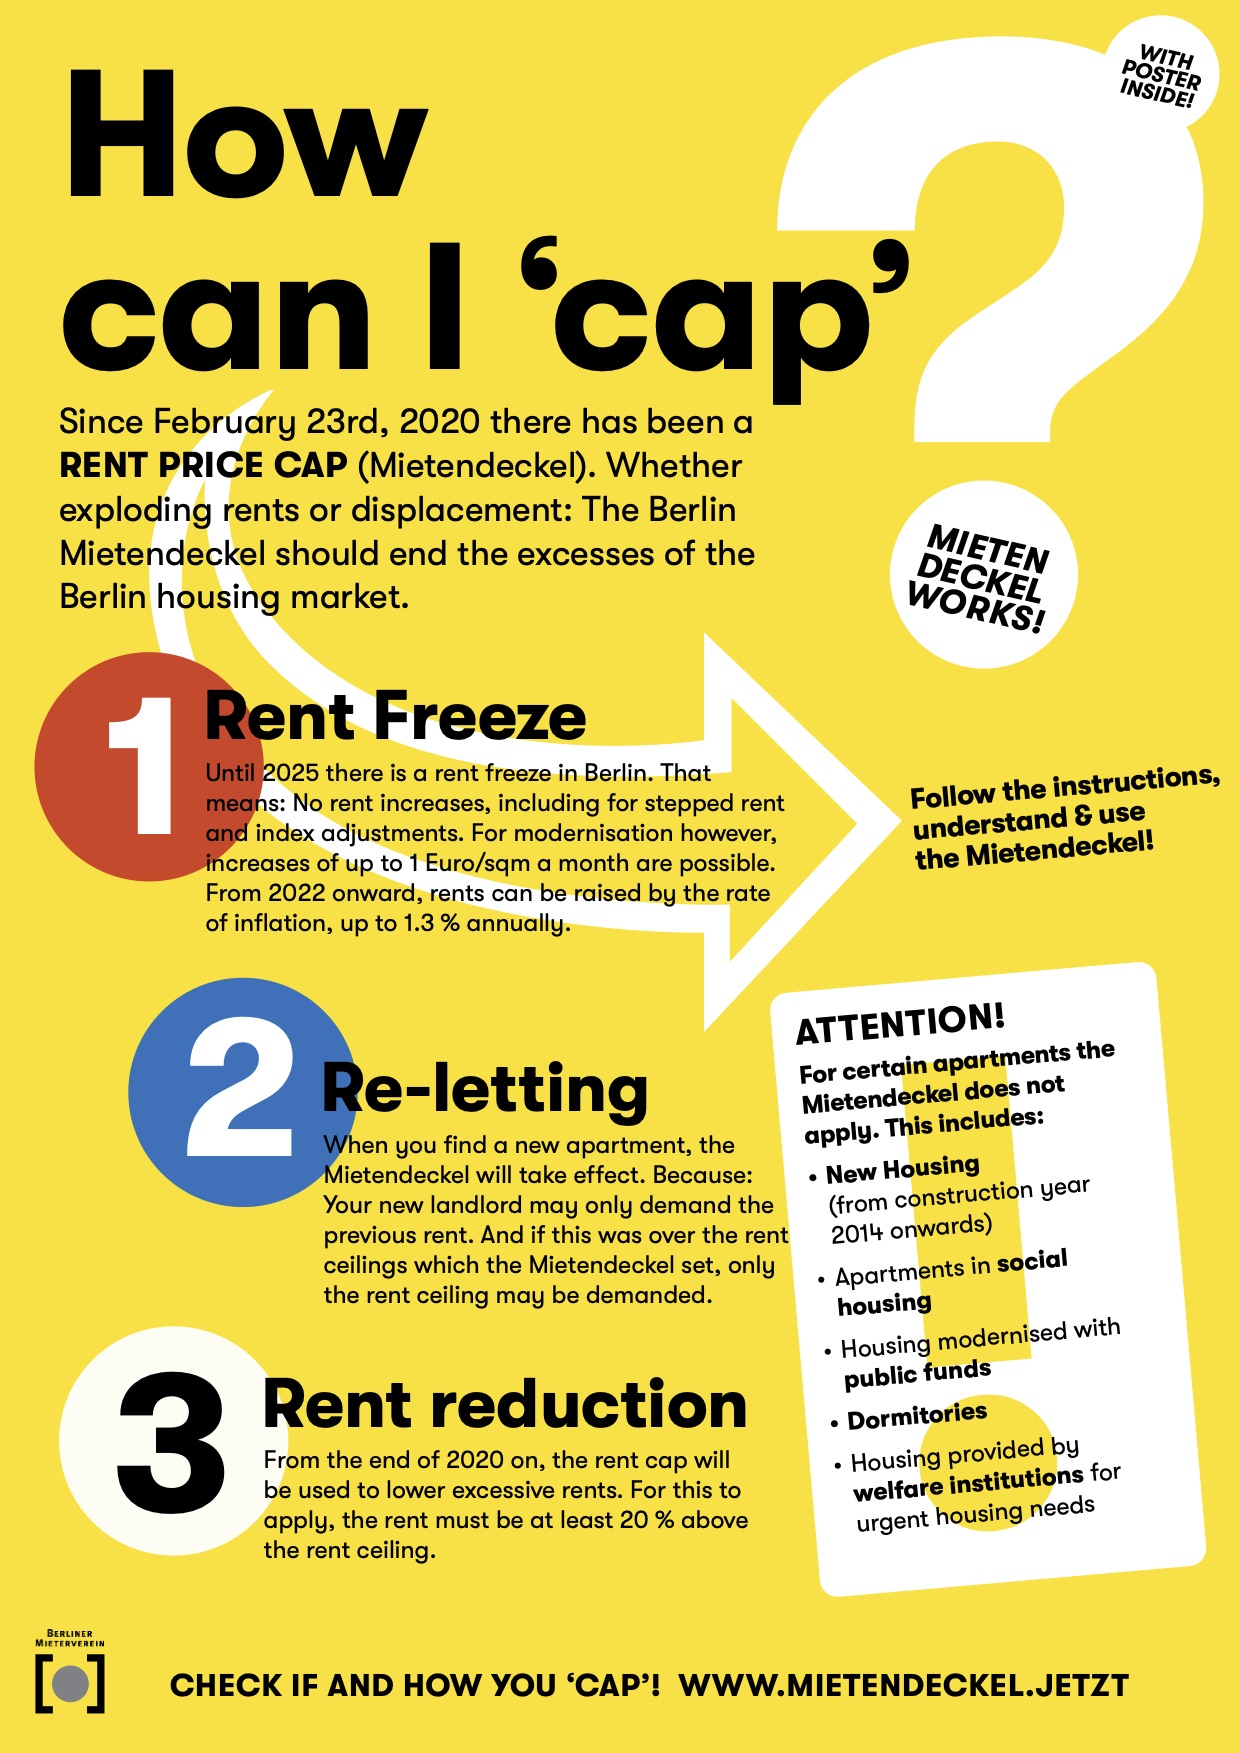 WITH
POSTER
INSIDE!
How
can I ‘cap’
?
Since February 23rd, 2020 there has been a
RENT PRICE CAP (Mietendeckel). Whether
exploding rents or displacement: The Berlin
Mietendeckel should end the excesses of the
Berlin housing market.
MIETEN
DECKEL
WORKS!
1
Rent Freeze
Until 2025 there is a rent freeze in Berlin. That
means: No rent increases, including for stepped rent
and index adjustments. For modernisation however,
increases of up to 1 Euro/sqm a month are possible.
From 2022 onward, rents can be raised by the rate
of inflation, up to 1.3 % annually.
Follow the instructions,
understand & use
the Mietendeckel!
2
Re-letting
When you find a new apartment, the
Mietendeckel will take effect. Because:
Your new landlord may only demand the
previous rent. And if this was over the rent
ceilings which the Mietendeckel set, only
the rent ceiling may be demanded.
3
Rent reduction
From the end of 2020 on, the rent cap will
be used to lower excessive rents. For this to
apply, the rent must be at least 20 % above
the rent ceiling.
!
ATTENTION!
For certain apartments the
Mietendeckel does not
apply. This includes:
• New Housing
(from construction year
2014 onwards)
• Apartments in social
housing
• Housing modernised with
public funds
• Dormitories
• Housing provided by
welfare institutions for
urgent housing needs
BERLINER
MIETERVEREIN
CHECK IF AND HOW YOU ‘CAP’! WWW.MIETENDECKEL.JETZT